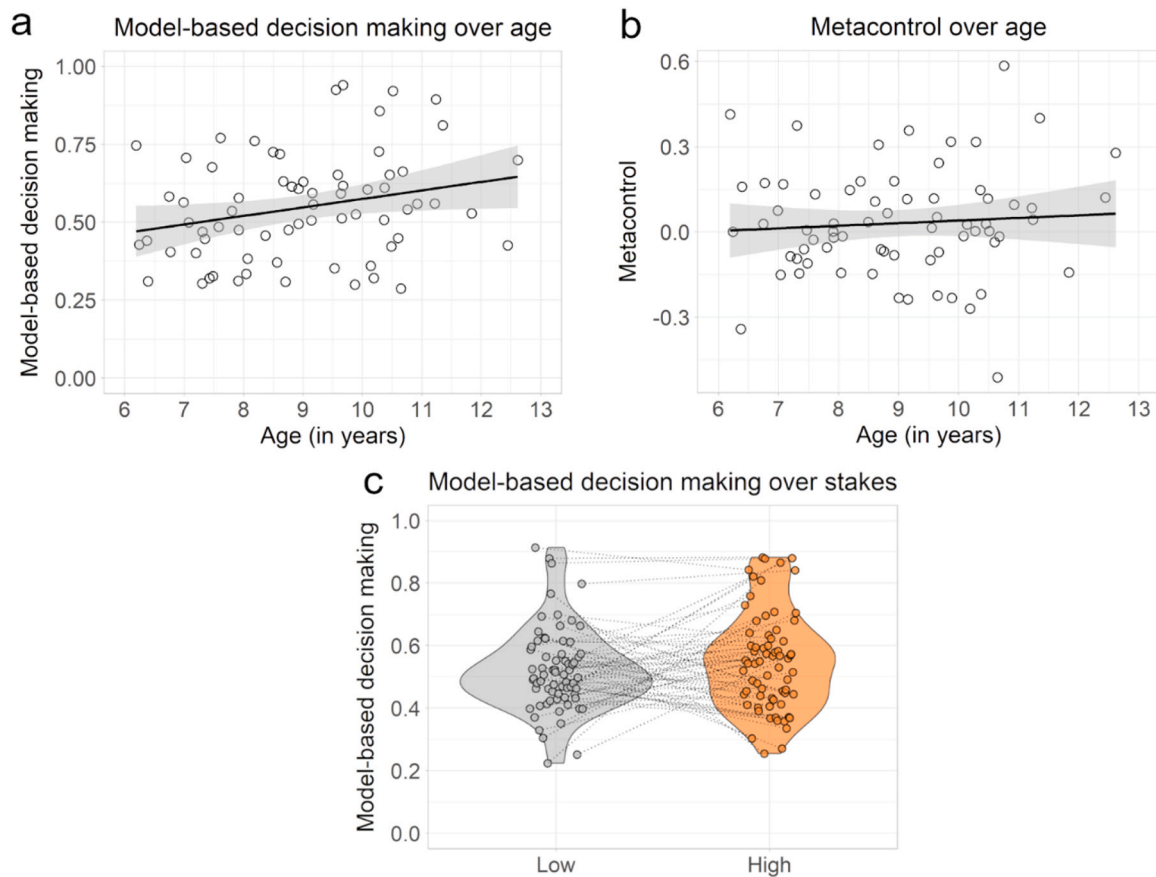 a
Model-based decision making over age
Model-based decision making
1.00
0.75
0.50
0.25
0.00
6 7 8 9 10 11 12 13
Age (in years)
b
Metacontrol over age
Metacontrol
0.6
0.3
0.0
-0.3
6 7 8 9 10 11 12 13
Age (in years)
c
Model-based decision making over stakes
Model-based decision making
1.0
0.8
0.6
0.4
0.2
0.0
Low High